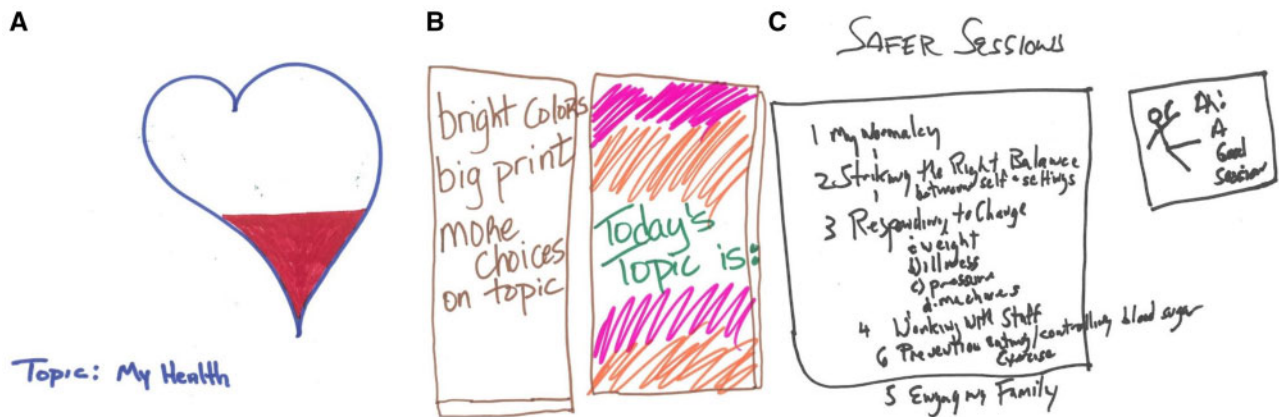 A
Topic: My Health
B
bright colors
big print
more
choices
on topic
Today's
Topic is:
C
SAFER SESSIONS
1 My Normalcy
2 Striking the Right Balance
between self + settings
3 Responding to Change
weight
b) illness
c) pressure
d. machines
4 Working with Staff
6 Prevention eating/controlling blood sugar
Exercise
5 Engaging Family
Ah:
A
Good
Session